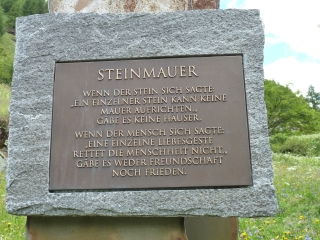 STEINMAUER
WENN DER STEIN SICH SAGTE:
„EIN EINZELNER STEIN KANN KEINE
MAUER AUFRICHTEN„
GÄBE ES KEINE HÄUSER.
WENN DER MENSCH SICH SAGTE:
„EINE EINZELNE LIEBESGESTE
RETTET DIE MENSCHHEIT NICHT„
GÄBE ES WEDER FREUNDSCHAFT
NOCH FRIEDEN.